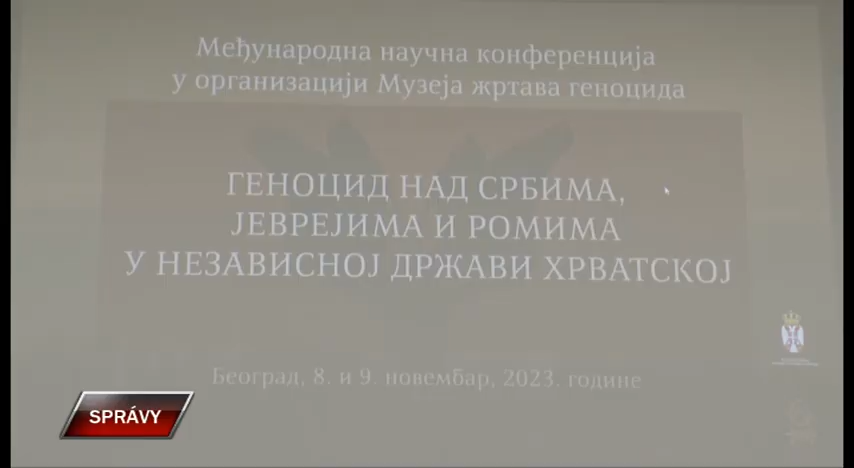 Међународна научна конференција
у организацији Музеја жртава геноцида
ГЕНОЦИД НАД СРБИМА,
ЈЕВРЕЈИМА И РОМИМА
У НЕЗАВИСНОЈ ДРЖАВИ ХРВАТСКОЈ
Београд, 8. и 9. новембар, 2023. године
SPRÁVY